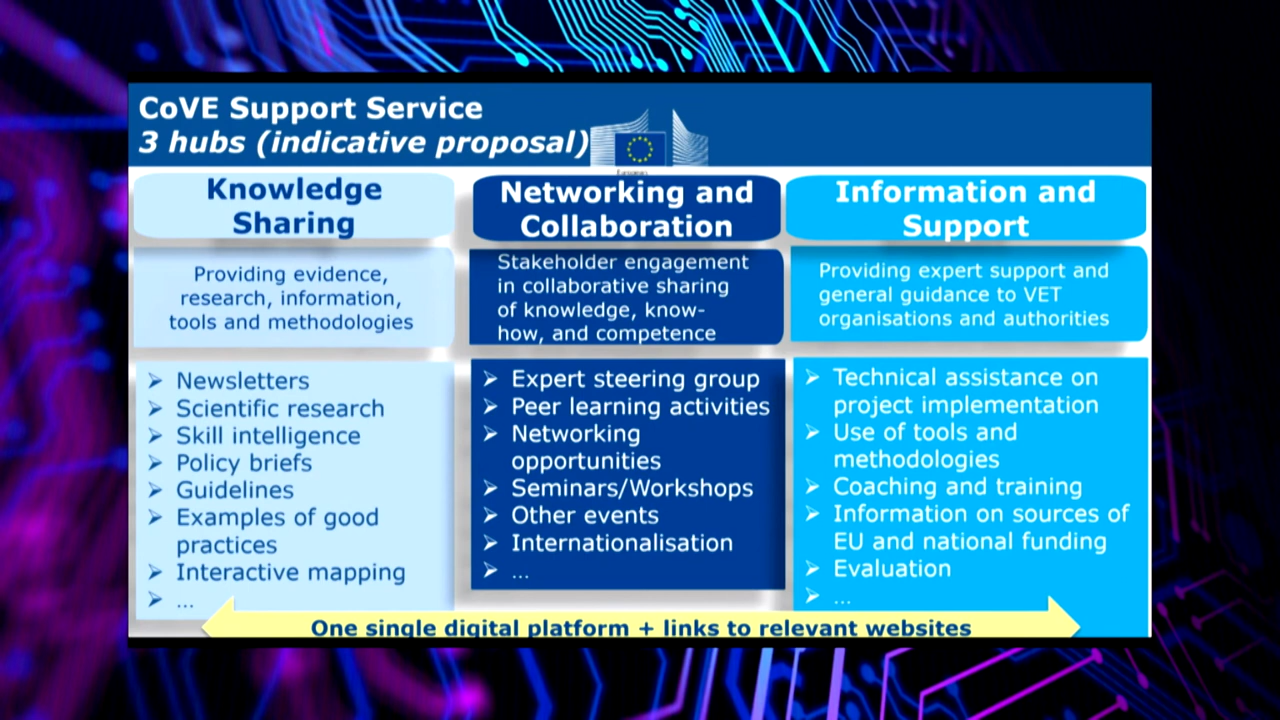 CoVE Support Service
3 hubs (indicative proposal)
Knowledge
Sharing
Providing evidence,
research, information,
tools and methodologies
➢ Newsletters
➢ Scientific research
➢ Skill intelligence
➢ Policy briefs
➢ Guidelines
➢ Examples of good
practices
➢ Interactive mapping
➢ ...
Networking and
Collaboration
Stakeholder engagement
in collaborative sharing
of knowledge, know-
how, and competence
➢ Expert steering group
➢ Peer learning activities
➢ Networking
opportunities
➢ Seminars/Workshops
➢ Other events
➢ Internationalisation
➢ ...
Information and
Support
Providing expert support and
general guidance to VET
organisations and authorities
➢ Technical assistance on
project implementation
➢ Use of tools and
methodologies
➢ Coaching and training
➢ Information on sources of
EU and national funding
➢ Evaluation
➢ ...
One single digital platform + links to relevant websites